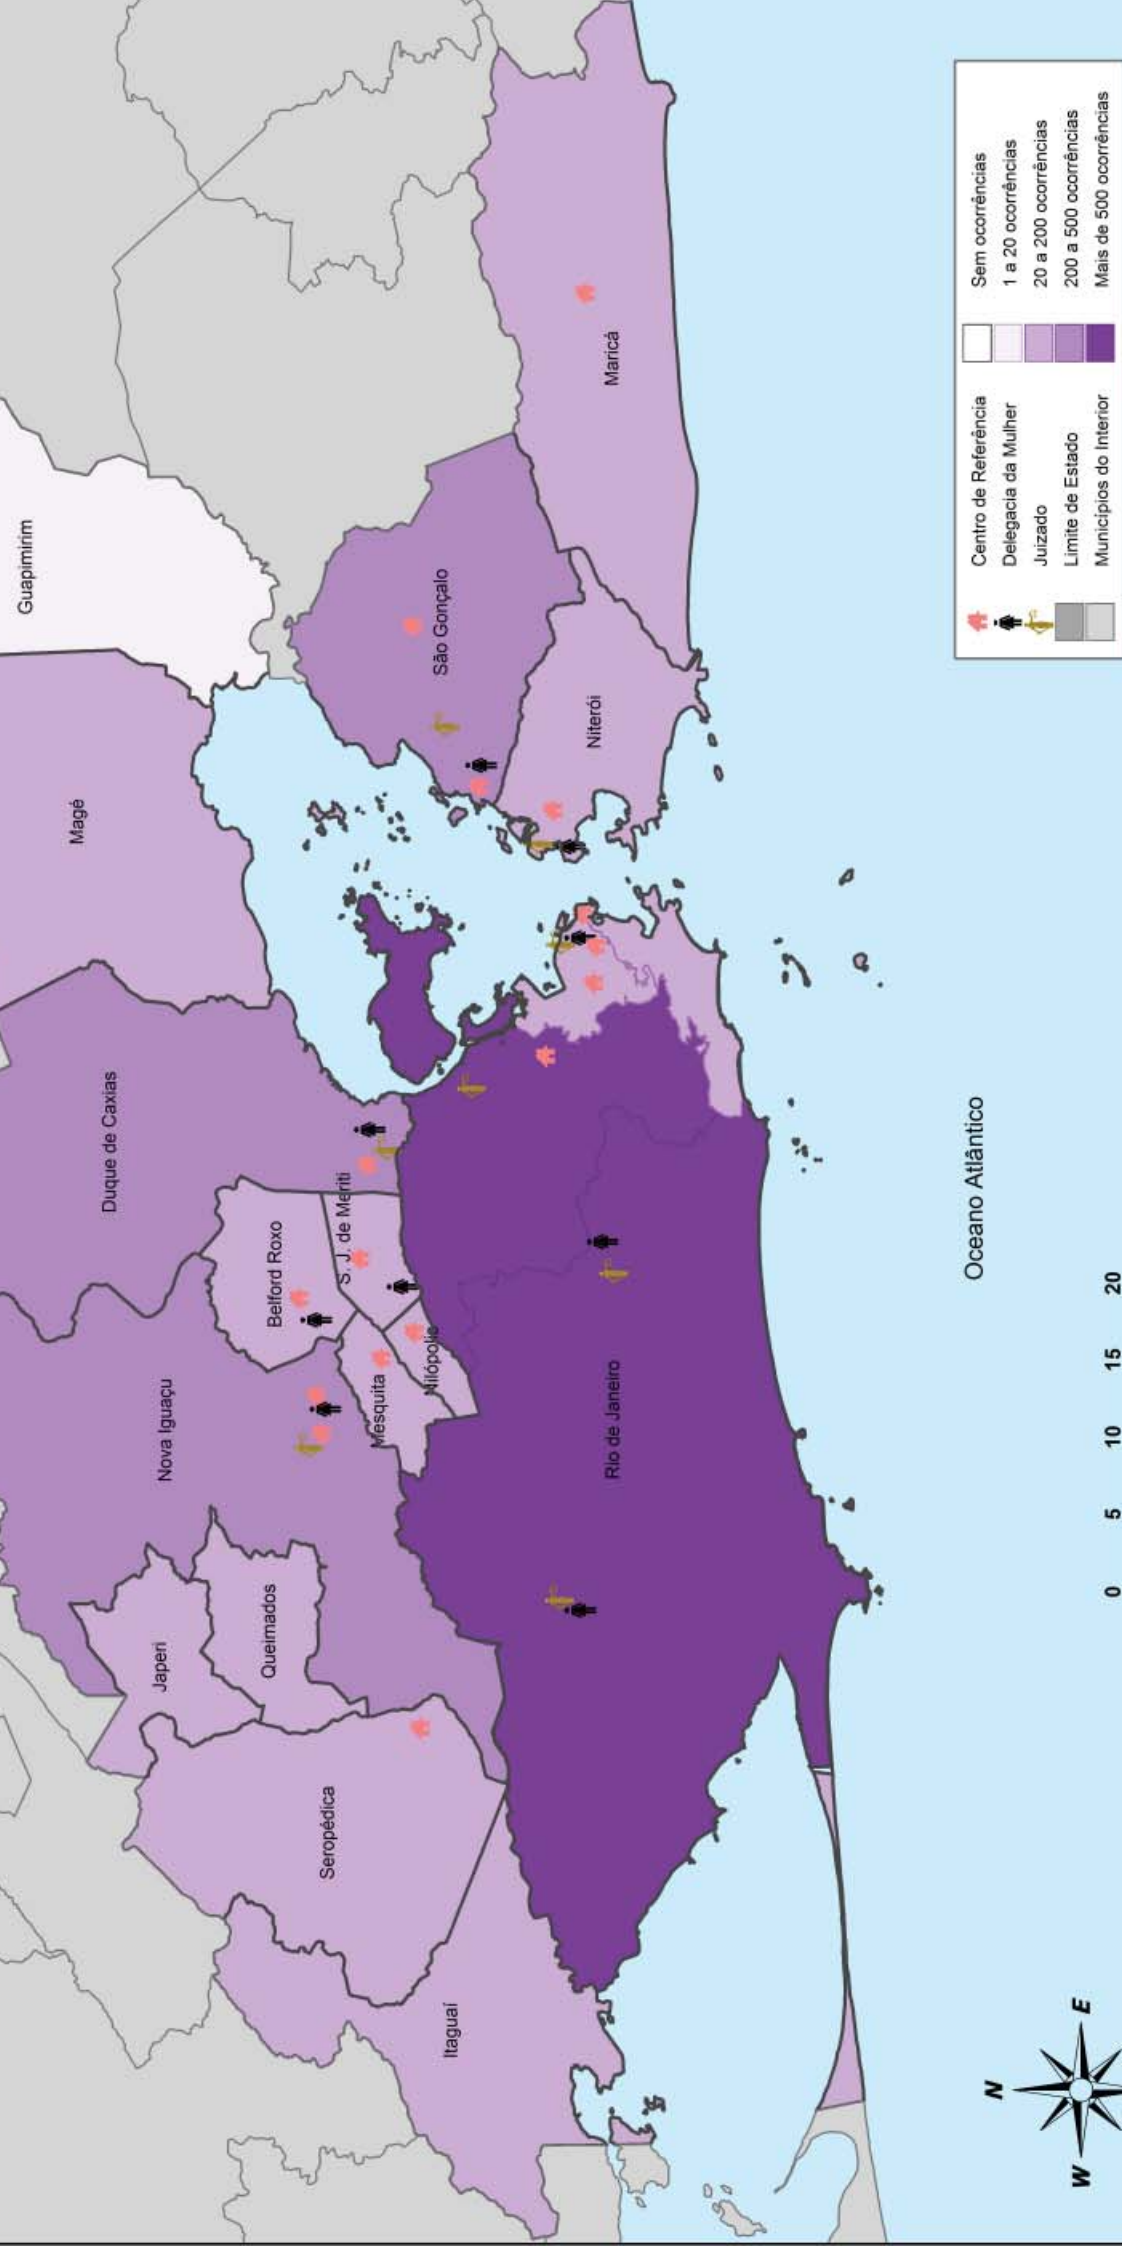 Guapimirim
Magé
Duque de Caxias
Nova Iguaçu
Japeri
Queimados
Belford Roxo
S. J. de Meriti
Mesquita
Nilópolis
Seropédica
Itaguaí
São Gonçalo
Niterói
Maricá
Rio de Janeiro
Oceano Atlântico
N
W
E
0 5 10 15 20
Centro de Referência
Delegacia da Mulher
Juizado
Limite de Estado
Municípios do Interior
Sem ocorrências
1 a 20 ocorrências
20 a 200 ocorrências
200 a 500 ocorrências
Mais de 500 ocorrências